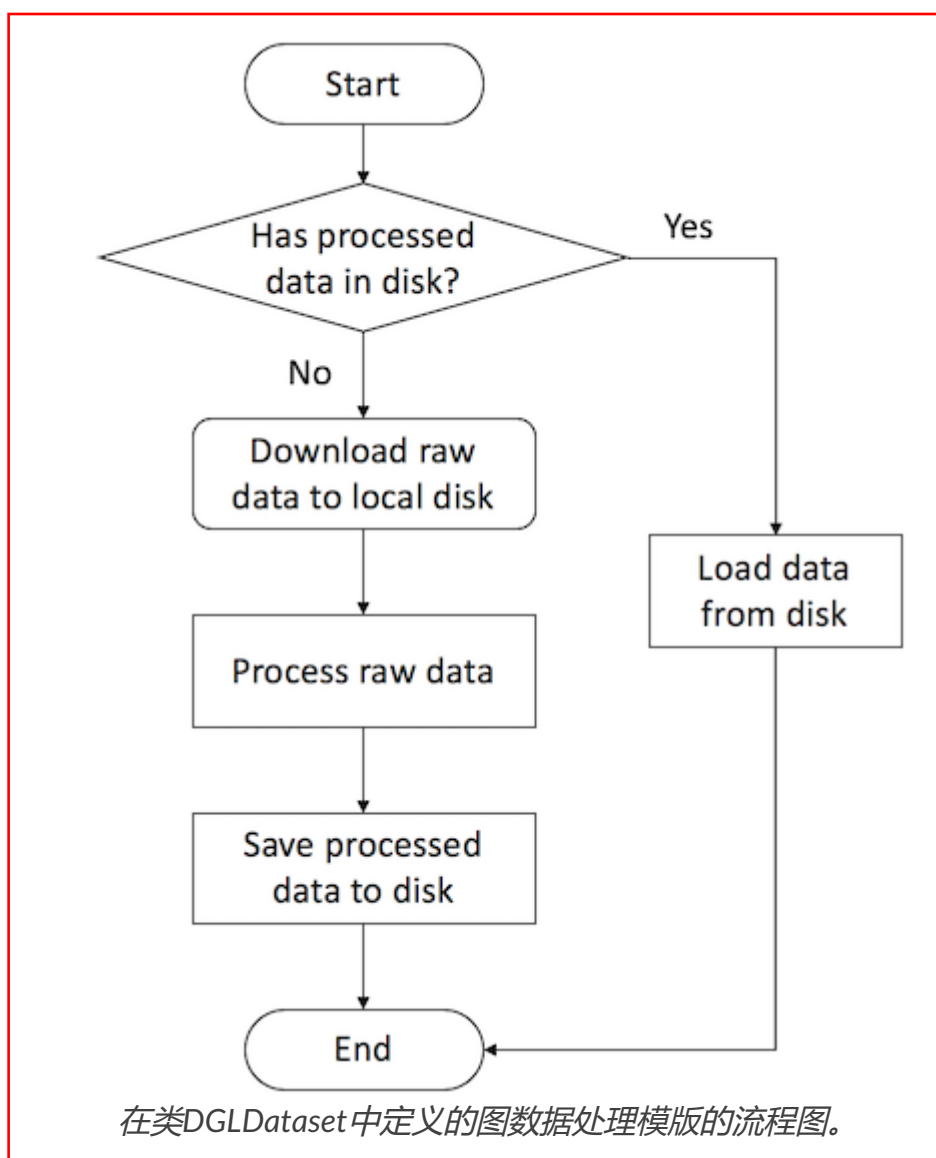 Start
Has processed
data in disk?
Yes
No
Download raw
data to local disk
Load data
from disk
Process raw data
Save processed
data to disk
End
在类DGLDataset中定义的图数据处理模版的流程图。